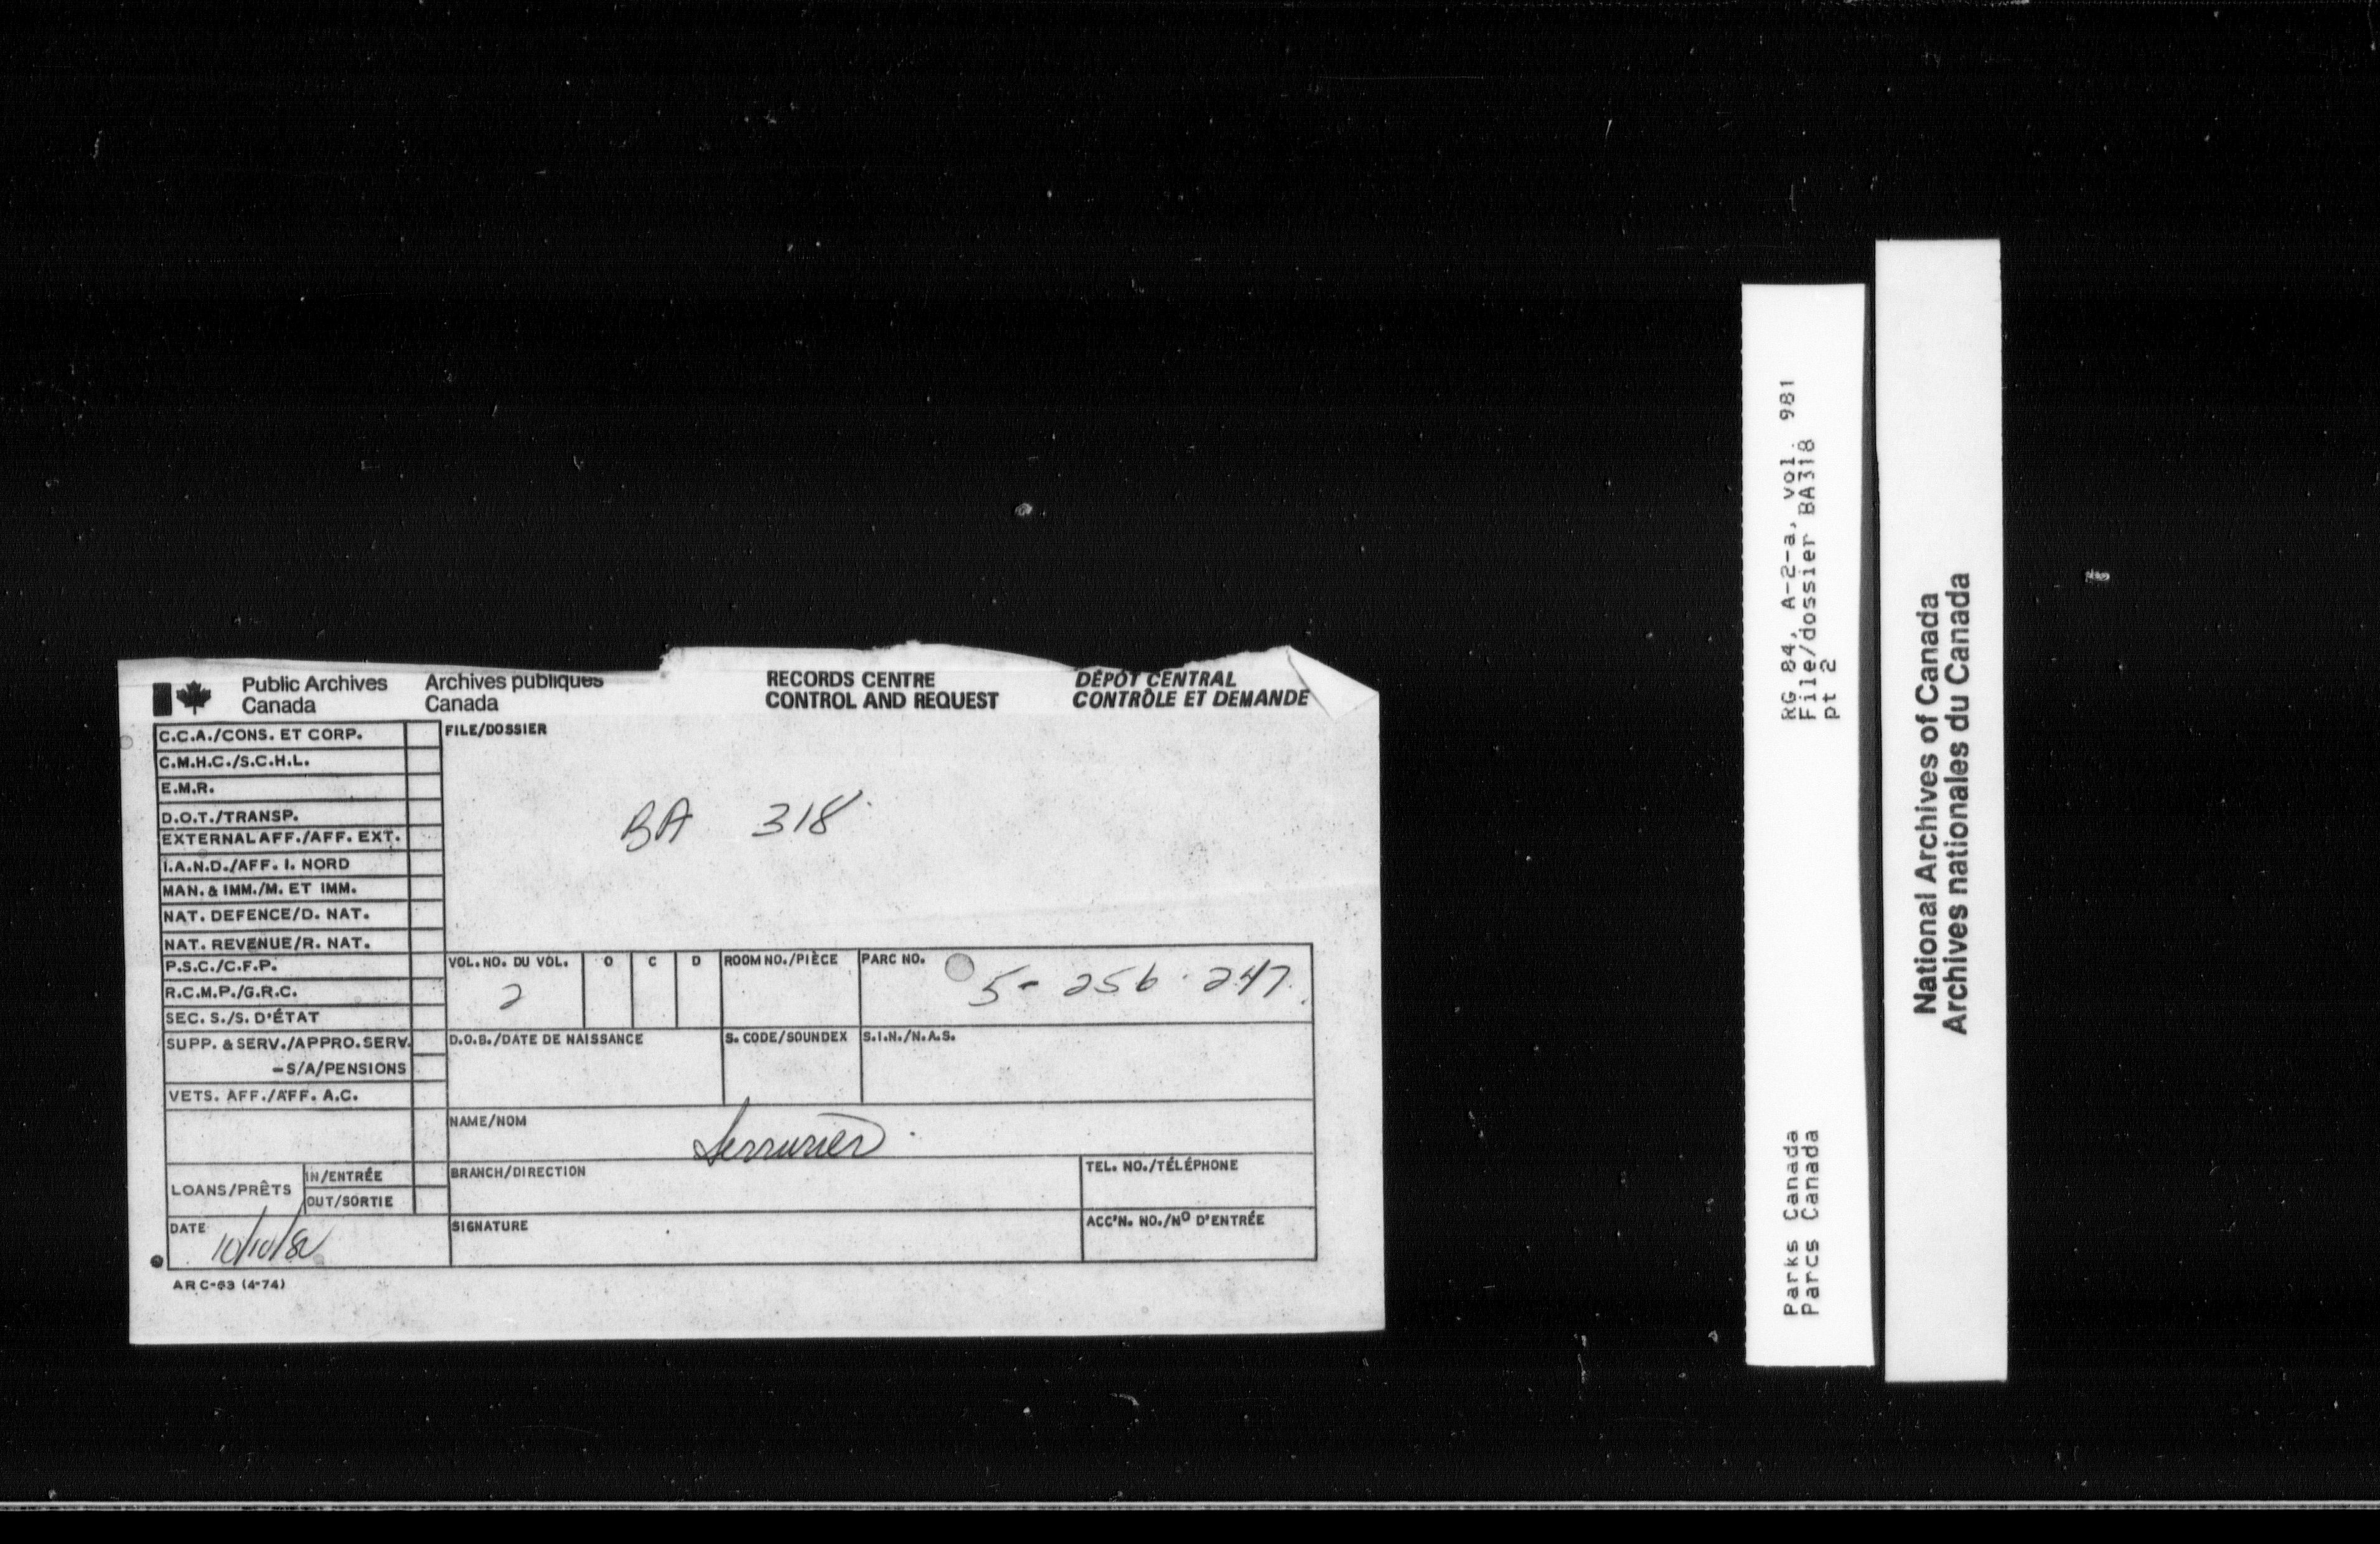 Public Archives
Canada
Archives publiques
Canada
RECORDS CENTRE
CONTROL AND REQUEST
DÉPÔT CENTRAL
CONTRÔLE ET DEMANDE
C.C.A./CONS. ET CORP.
C.M.H.C./S.C.H.L.
E.M.R.
D.O.T./TRANSP.
EXTERNAL AFF./AFF. EXT.
I.A.N.D./AFF. I. NORD
MAN. & IMM./M. ET IMM.
NAT. DEFENCE/D. NAT.
NAT. REVENUE/R. NAT.
P.S.C./C.F.P.
R.C.M.P./G.R.C.
SEC. S./S. D'ÉTAT
SUPP. & SERV./APPRO. SERV.
-S/A/PENSIONS
VETS. AFF./AFF. A.C.
LOANS/PRÊTS
IN/ENTRÉE
OUT/SORTIE
DATE
10/10/82
FILE/DOSSIER
BA 318
VOL. NO. DU VOL.
2
O
C
D
ROOM NO./PIÈCE
PARC NO.
5-256-247
D.O.B./DATE DE NAISSANCE
S. CODE/SOUNDEX
S.I.N./N.A.S.
NAME/NOM
Serrurier
BRANCH/DIRECTION
TEL. NO./TÉLÉPHONE
SIGNATURE
ACC'N. NO./Nº D'ENTRÉE
ARC-63 (4-74)
RG 84, A-2-a, vol. 981
File/dossier BA318
pt 2
Parks Canada
Parcs Canada
National Archives of Canada
Archives nationales du Canada